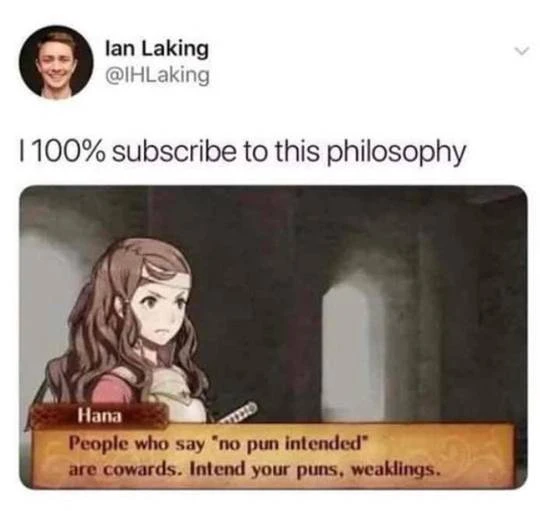 Ian Laking
@IHLaking
I 100% subscribe to this philosophy
Hana
People who say "no pun intended"
are cowards. Intend your puns, weaklings.